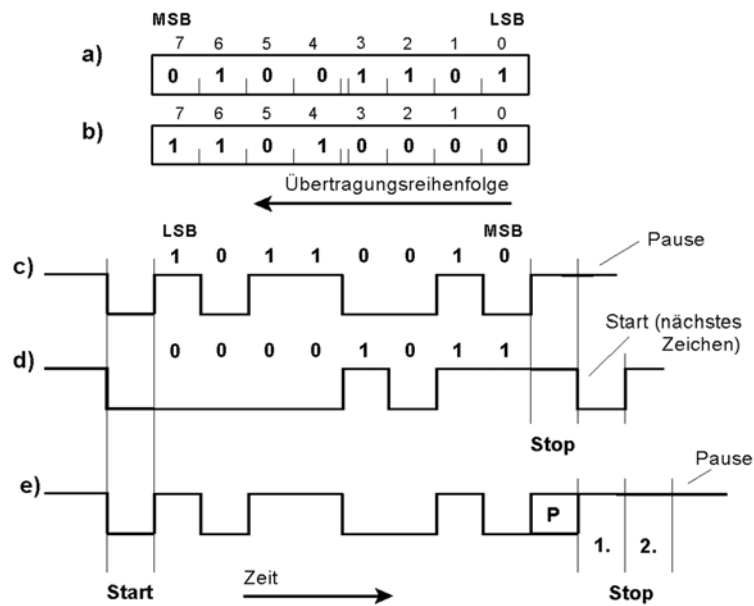 MSB LSB
7 6 5 4 3 2 1 0
a) 0 1 0 0 1 1 0 1
7 6 5 4 3 2 1 0
b) 1 1 0 1 0 0 0 0
Übertragungsreihenfolge
LSB MSB
1 0 1 1 0 0 1 0
Pause
c)
Start (nächstes
Zeichen)
0 0 0 0 1 0 1 1
d)
Stop
Pause
e)
P
1. 2.
Zeit
Start Stop